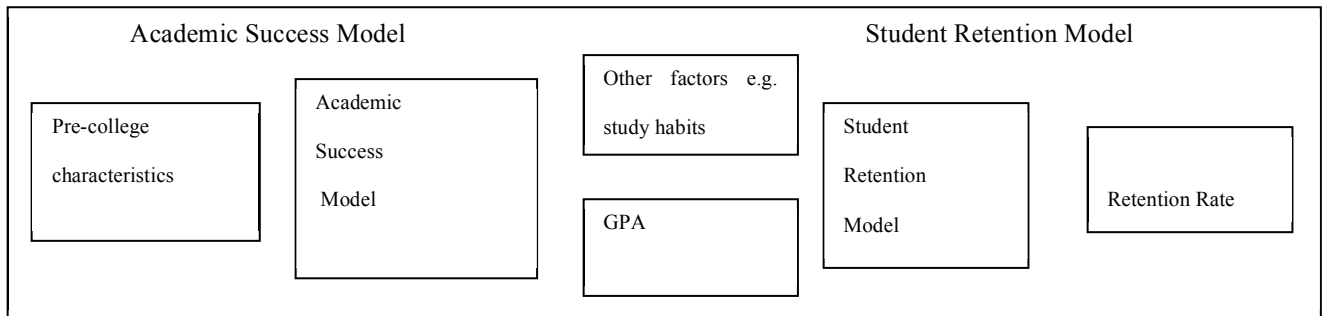 Academic Success Model
Student Retention Model
Pre-college
characteristics
Academic
Success
Model
Other factors e.g.
study habits
GPA
Student
Retention
Model
Retention Rate